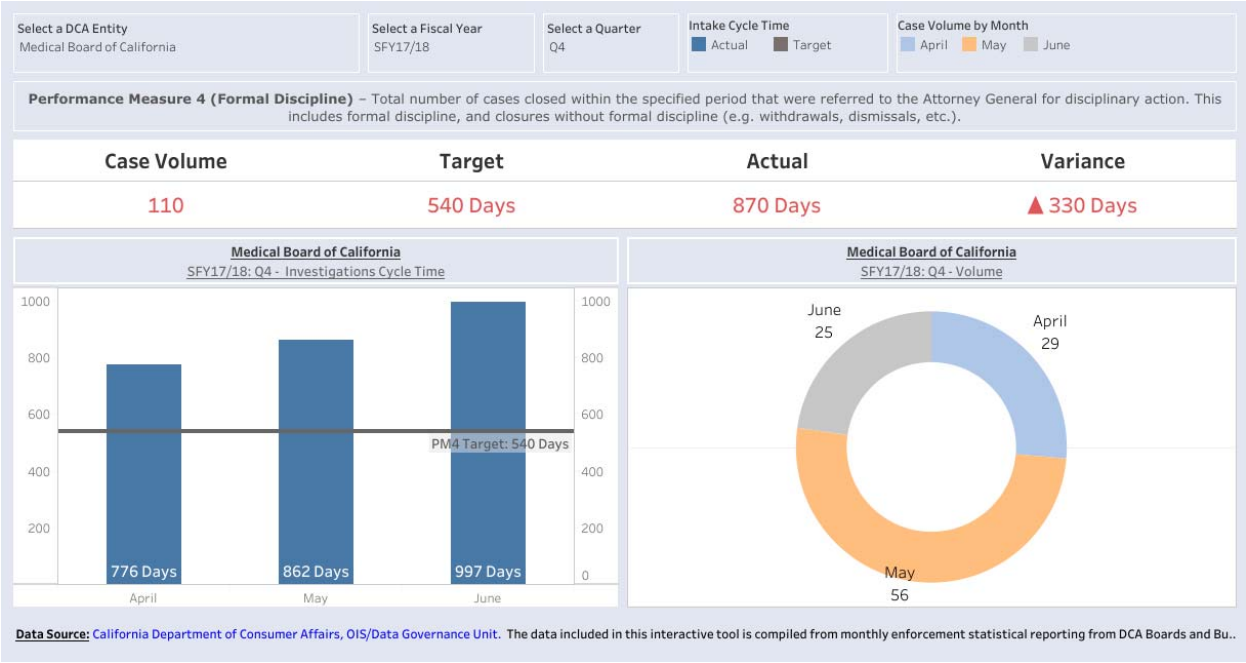 Select a DCA Entity
Medical Board of California
Select a Fiscal Year
SFY17/18
Select a Quarter
Q4
Intake Cycle Time
Actual
Target
Case Volume by Month
April
May
June
Performance Measure 4 (Formal Discipline) – Total number of cases closed within the specified period that were referred to the Attorney General for disciplinary action. This
includes formal discipline, and closures without formal discipline (e.g. withdrawals, dismissals, etc.).
Case Volume
Target
Actual
Variance
110
540 Days
870 Days
▲ 330 Days
Medical Board of California
SFY17/18: Q4 - Investigations Cycle Time
1000
800
600
400
200
1000
800
600
400
200
0
PM4 Target: 540 Days
776 Days
862 Days
997 Days
April
May
June
Medical Board of California
SFY17/18: Q4 - Volume
June
25
April
29
May
56
Data Source: California Department of Consumer Affairs, OIS/Data Governance Unit. The data included in this interactive tool is compiled from monthly enforcement statistical reporting from DCA Boards and Bu..